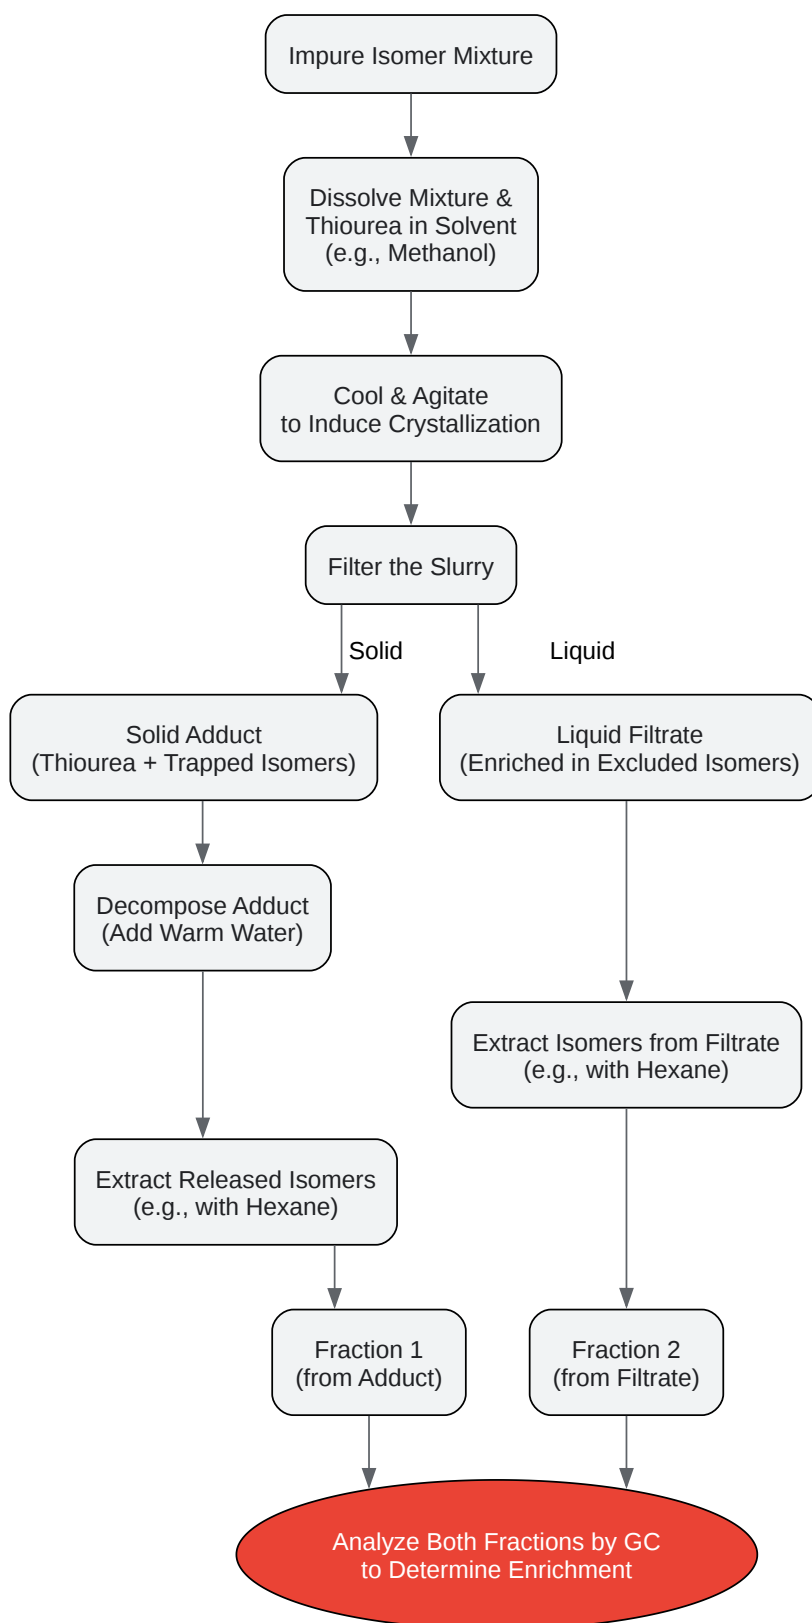 Impure Isomer Mixture
Dissolve Mixture &
Thiourea in Solvent
(e.g., Methanol)
Cool & Agitate
to Induce Crystallization
Filter the Slurry
Solid
Liquid
Solid Adduct
(Thiourea + Trapped Isomers)
Liquid Filtrate
(Enriched in Excluded Isomers)
Decompose Adduct
(Add Warm Water)
Extract Isomers from Filtrate
(e.g., with Hexane)
Extract Released Isomers
(e.g., with Hexane)
Fraction 1
(from Adduct)
Fraction 2
(from Filtrate)
Analyze Both Fractions by GC
to Determine Enrichment